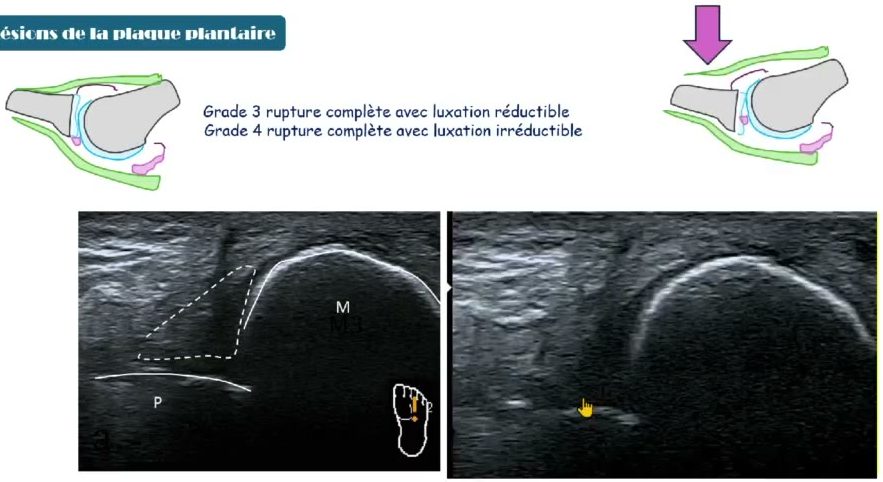 ésions de la plaque plantaire
Grade 3 rupture complète avec luxation réductible
Grade 4 rupture complète avec luxation irréductible
M
P
2